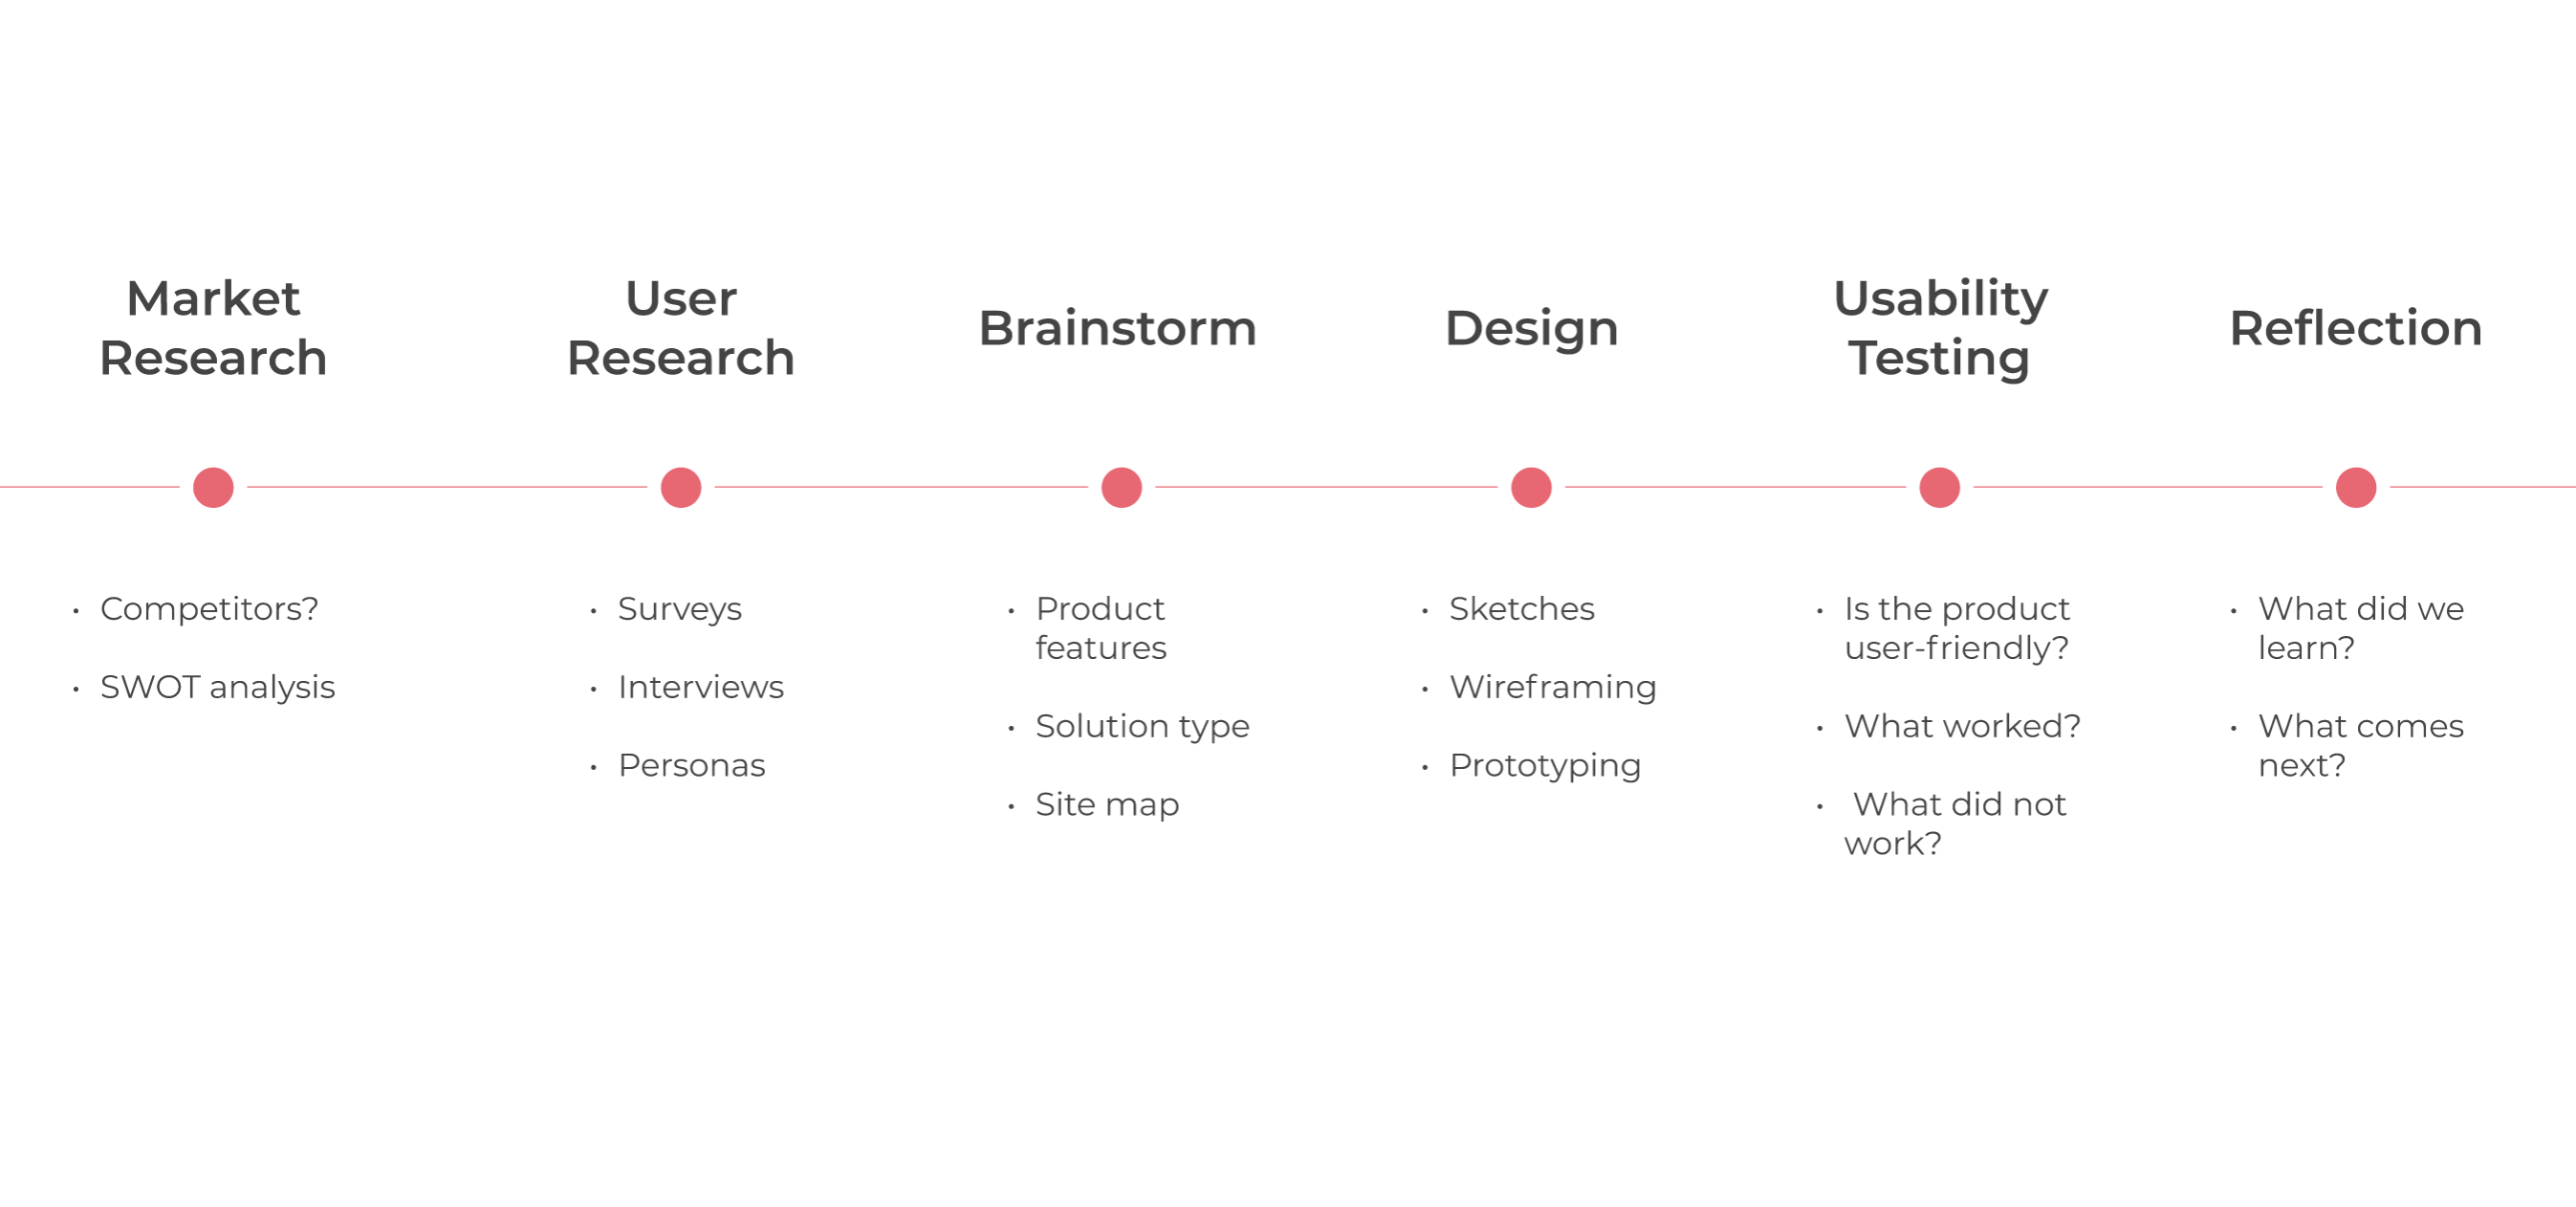 Market
Research
User
Research
Brainstorm
Design
Usability
Testing
Reflection
• Competitors?
• SWOT analysis
• Surveys
• Interviews
• Personas
• Product
features
• Solution type
• Site map
• Sketches
• Wireframing
• Prototyping
• Is the product
user-friendly?
• What worked?
• What did not
work?
• What did we
learn?
• What comes
next?